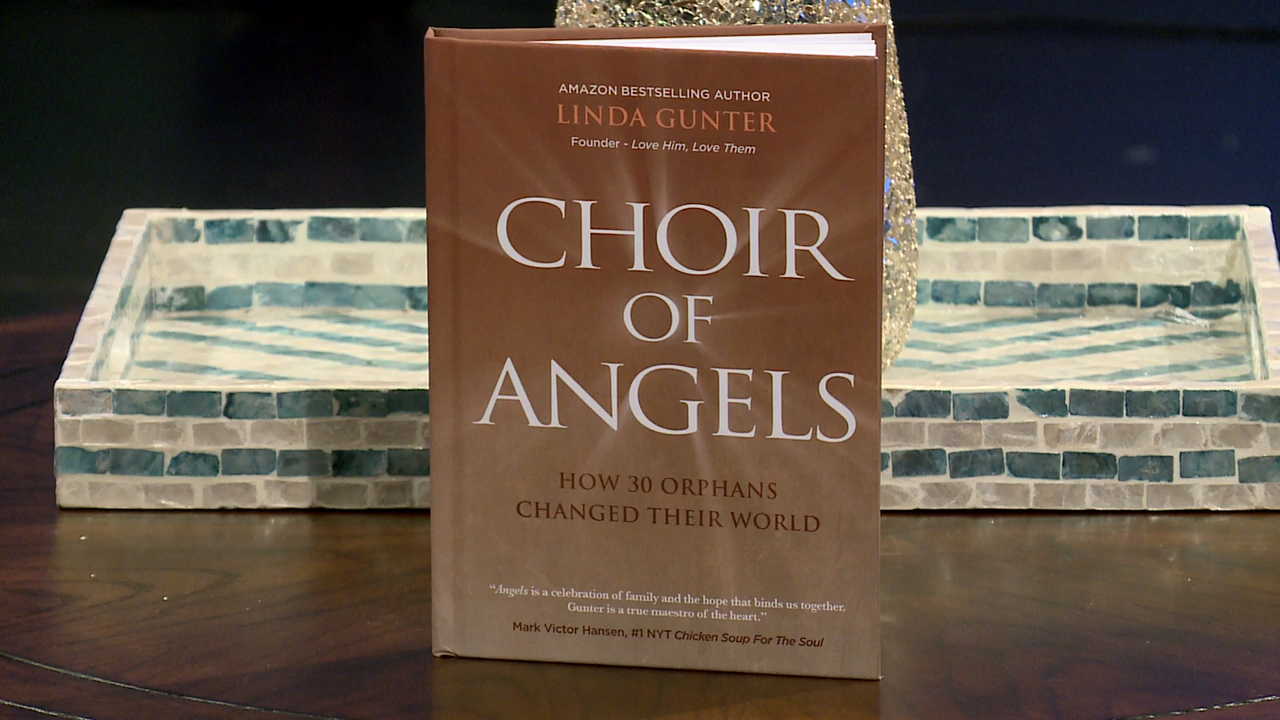 AMAZON BESTSELLING AUTHOR
LINDA GUNTER
Founder - Love Him, Love Them
CHOIR
OF
ANGELS
HOW 30 ORPHANS
CHANGED THEIR WORLD
“Angels is a celebration of family and the hope that binds us together.
Gunter is a true maestro of the heart.”
Mark Victor Hansen, #1 NYT Chicken Soup For The Soul